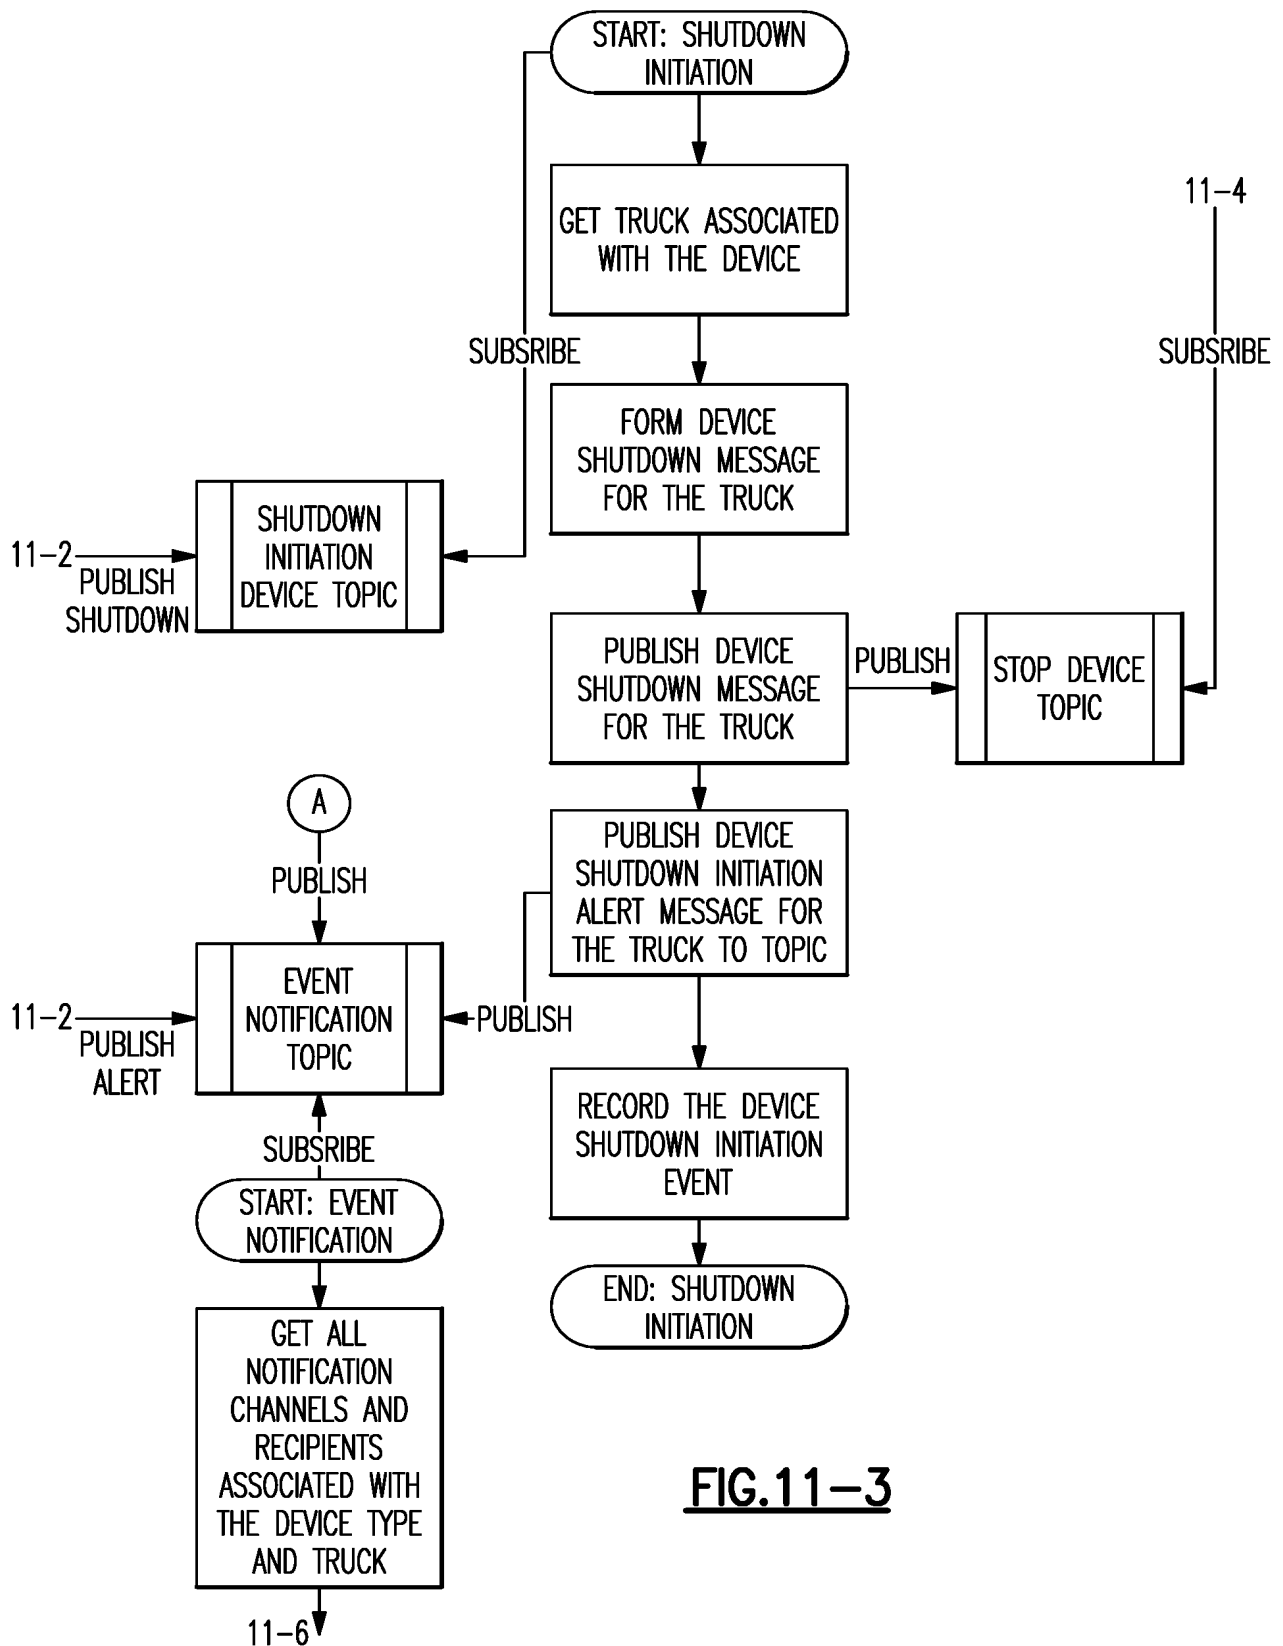 START: SHUTDOWN
INITIATION
GET TRUCK ASSOCIATED
WITH THE DEVICE
11-4
SUBSRIBE
SUBSRIBE
FORM DEVICE
SHUTDOWN MESSAGE
FOR THE TRUCK
SHUTDOWN
INITIATION
DEVICE TOPIC
11-2
PUBLISH
SHUTDOWN
PUBLISH DEVICE
SHUTDOWN MESSAGE
FOR THE TRUCK
PUBLISH
STOP DEVICE
TOPIC
A
PUBLISH
PUBLISH DEVICE
SHUTDOWN INITIATION
ALERT MESSAGE FOR
THE TRUCK TO TOPIC
EVENT
NOTIFICATION
TOPIC
11-2
PUBLISH
ALERT
PUBLISH
RECORD THE DEVICE
SHUTDOWN INITIATION
EVENT
SUBSRIBE
START: EVENT
NOTIFICATION
END: SHUTDOWN
INITIATION
GET ALL
NOTIFICATION
CHANNELS AND
RECIPIENTS
ASSOCIATED WITH
THE DEVICE TYPE
AND TRUCK
11-6
FIG.11-3